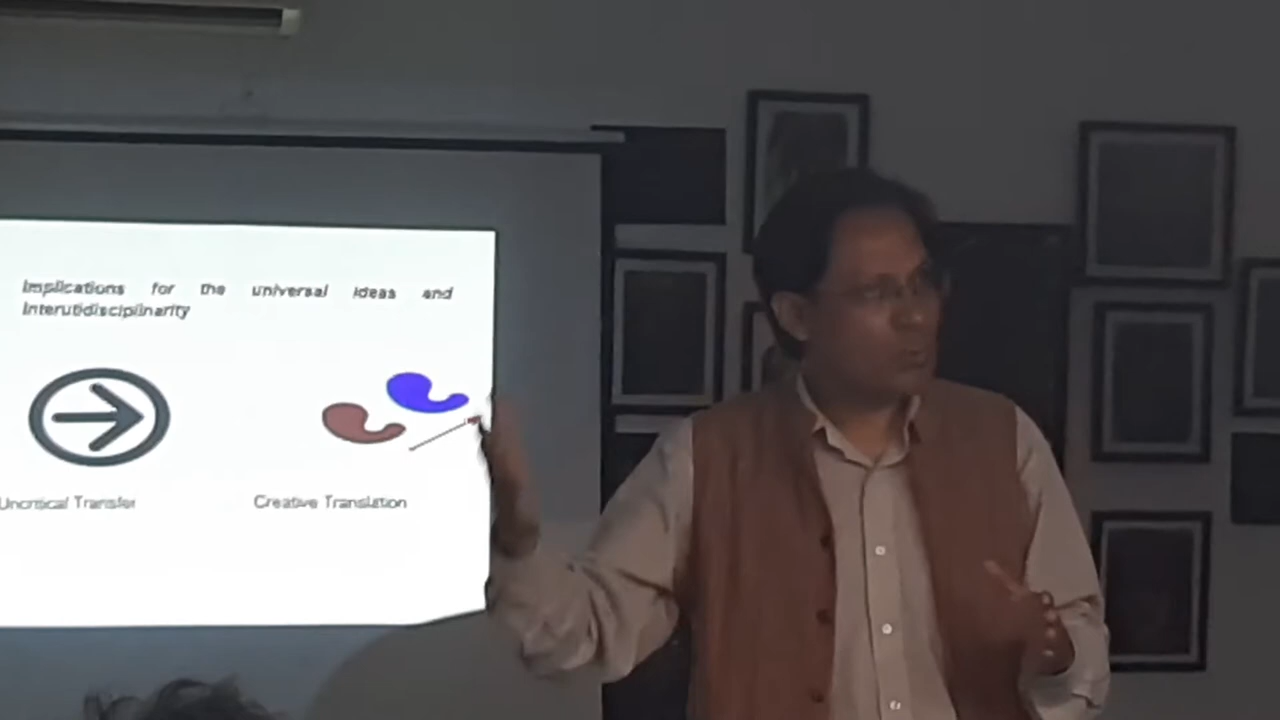 Implications for the universal ideas and
Interutidisciplinarity
Uncritical Transfer
Creative Translation